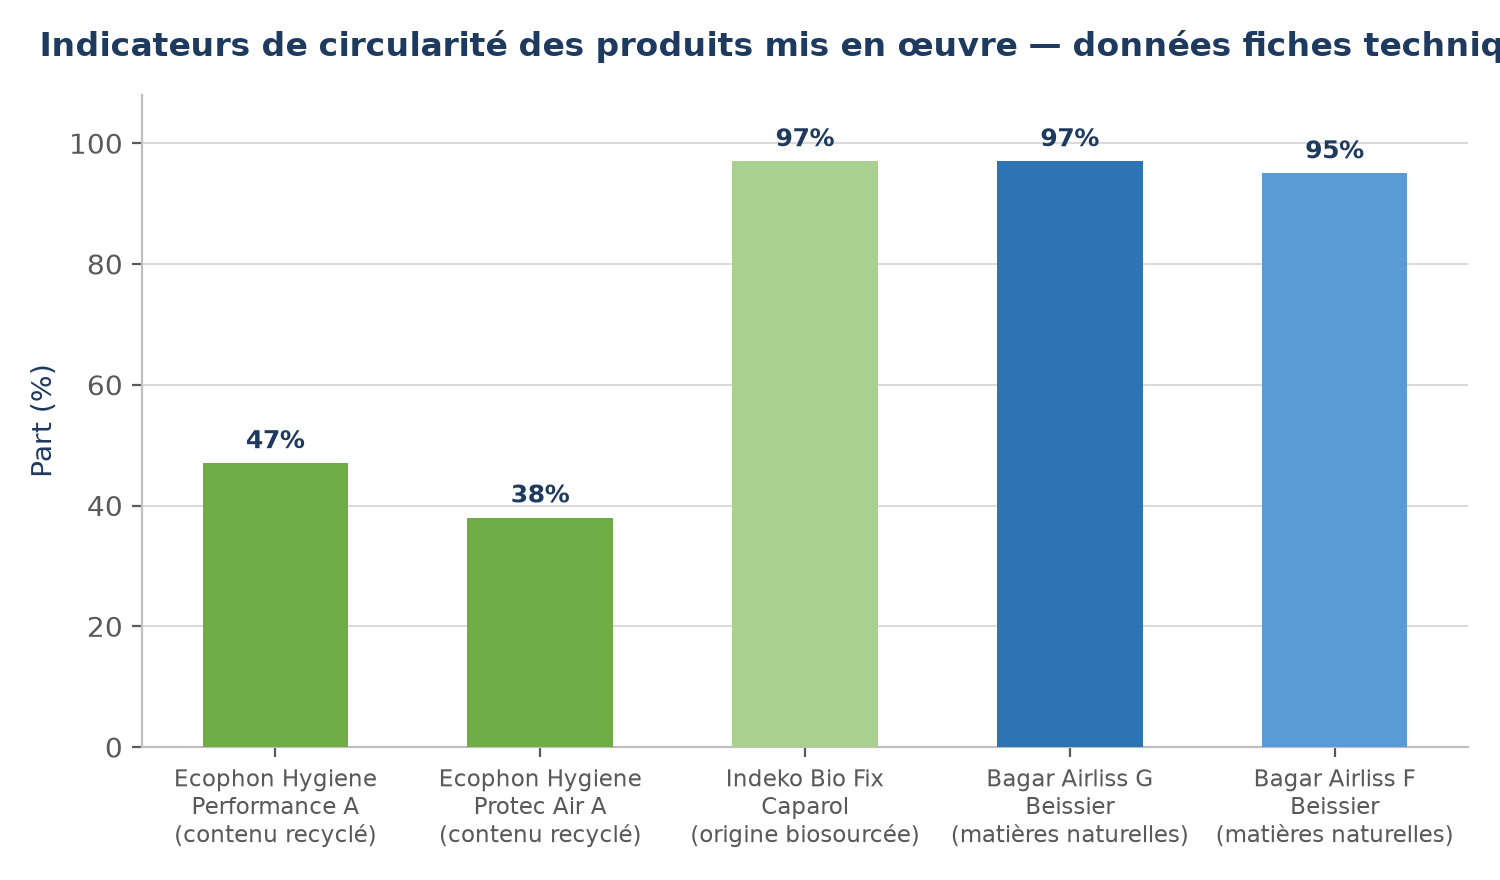 Indicateurs de circularité des produits mis en œuvre — données fiches techniq
Part (%)
100
80
60
40
20
0
47%
38%
97%
97%
95%
Ecophon Hygiene
Performance A
(contenu recyclé)
Ecophon Hygiene
Protec Air A
(contenu recyclé)
Indeko Bio Fix
Caparol
(origine biosourcée)
Bagar Airliss G
Beissier
(matières naturelles)
Bagar Airliss F
Beissier
(matières naturelles)